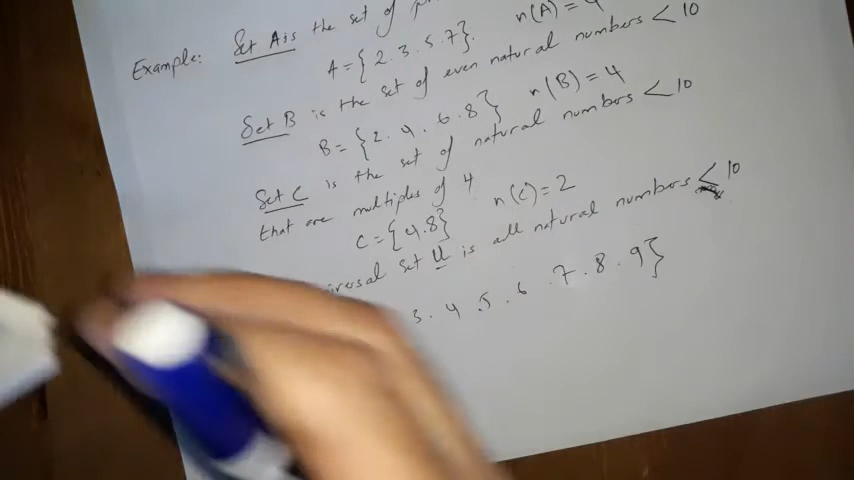 Example: Set A is the set of
A = {2. 3. 5. 7}. n(A) = 4
Set B is the set of even natural numbers < 10
B = {2. 4. 6. 8} n(B) = 4
Set C is the set of natural numbers < 10
that are multiples of 4
C = {4. 8} n(C) = 2
set U is all natural numbers < 10
3. 4 .5 .6 .7 .8 .9}